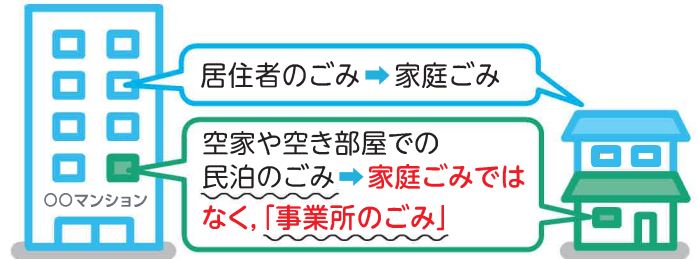 居住者のごみ➡家庭ごみ
空家や空き部屋での
民泊のごみ➡家庭ごみでは
なく,「事業所のごみ」
〇〇マンション